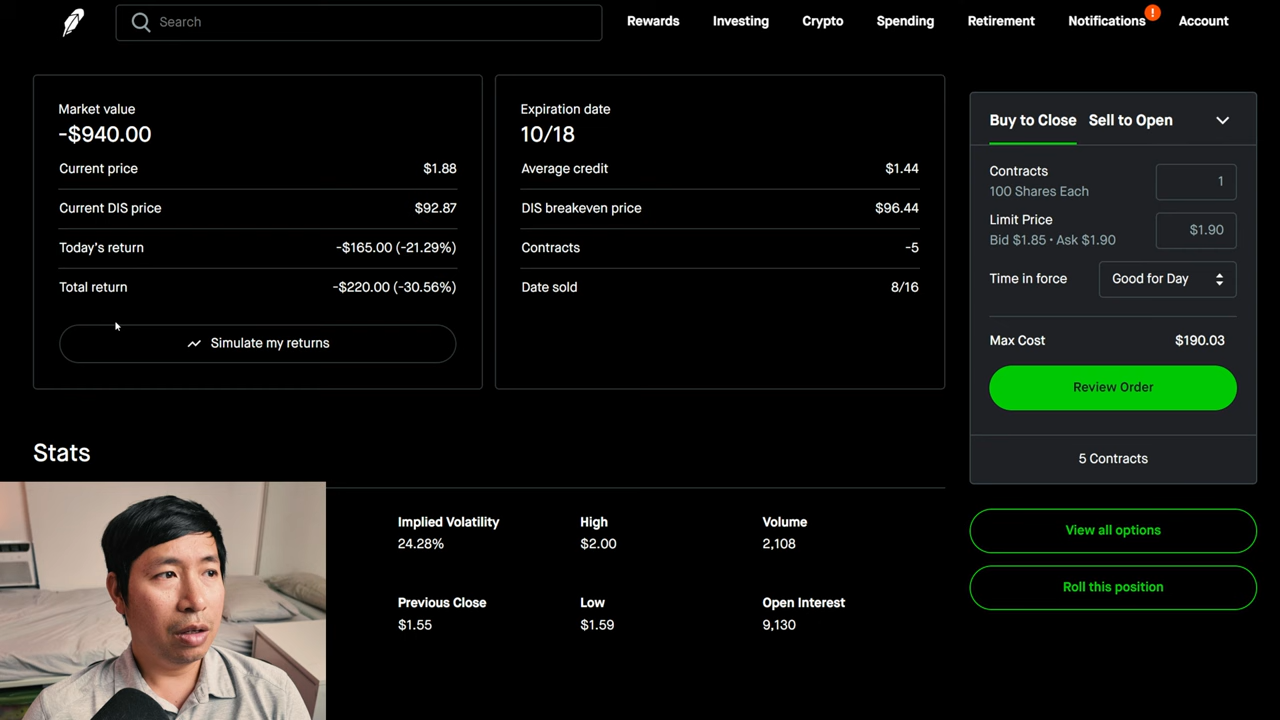 Search
Rewards
Investing
Crypto
Spending
Retirement
Notifications
!
Account
Market value
-$940.00
Current price $1.88
Current DIS price $92.87
Today's return -$165.00 (-21.29%)
Total return -$220.00 (-30.56%)
Simulate my returns
Expiration date
10/18
Average credit $1.44
DIS breakeven price $96.44
Contracts -5
Date sold 8/16
Buy to Close Sell to Open
Contracts
100 Shares Each
1
Limit Price
Bid $1.85 • Ask $1.90
$1.90
Time in force Good for Day
Max Cost $190.03
Review Order
5 Contracts
View all options
Roll this position
Stats
Implied Volatility
24.28%
High
$2.00
Volume
2,108
Previous Close
$1.55
Low
$1.59
Open Interest
9,130